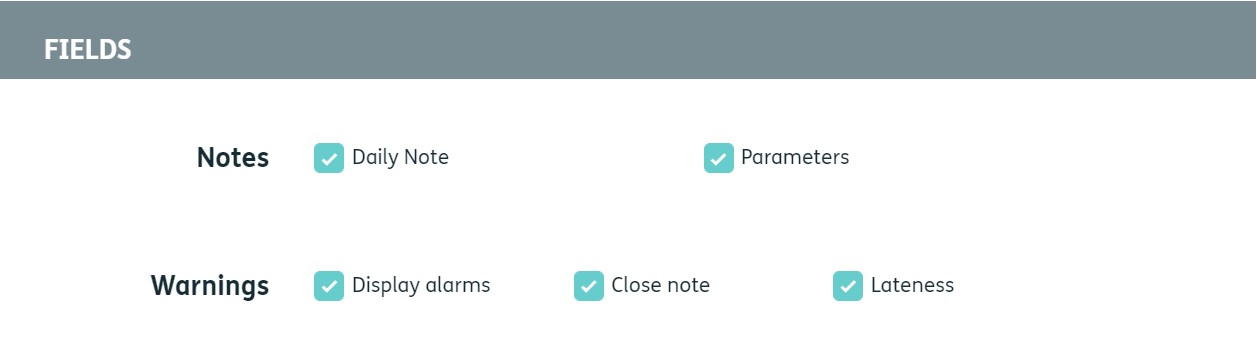 FIELDS
Notes Daily Note Parameters
Warnings Display alarms Close note Lateness